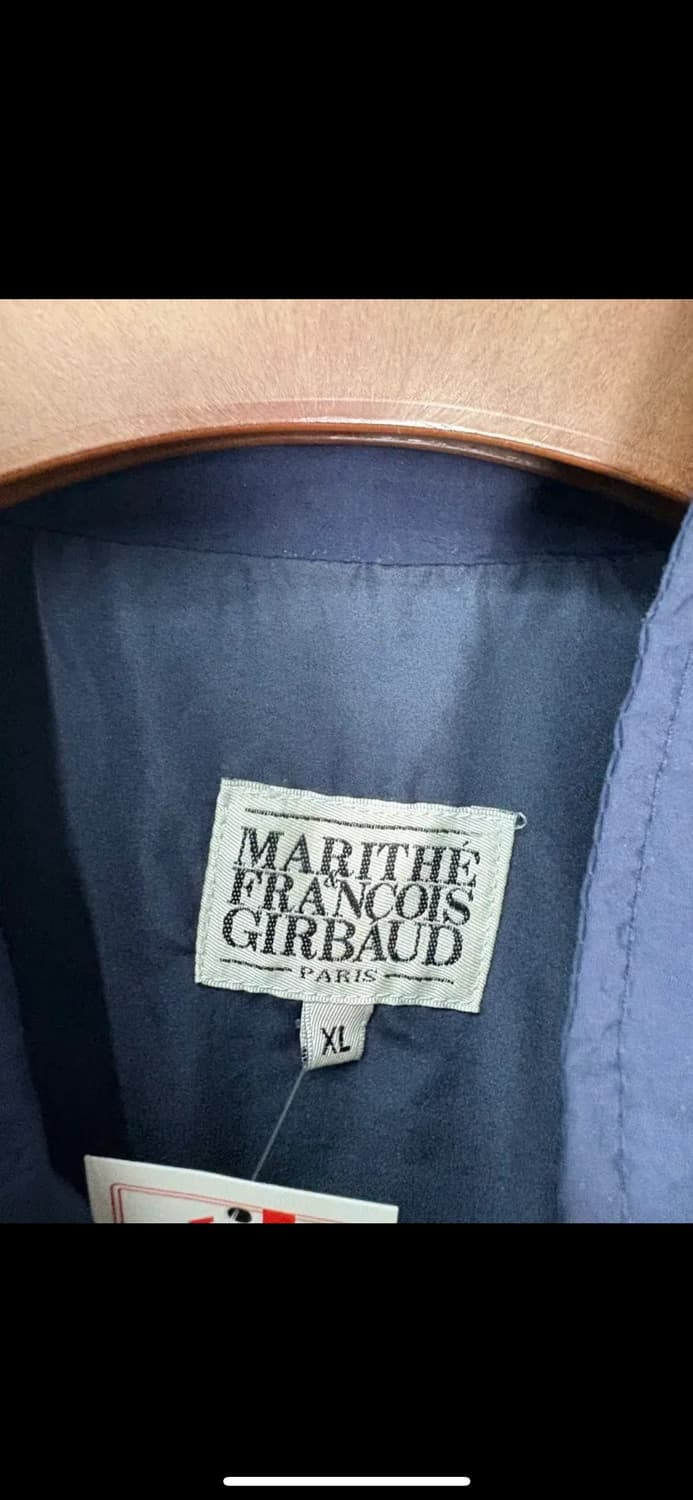 MARITHÉ
&
FRANÇOIS
GIRBAUD
PARIS
XL